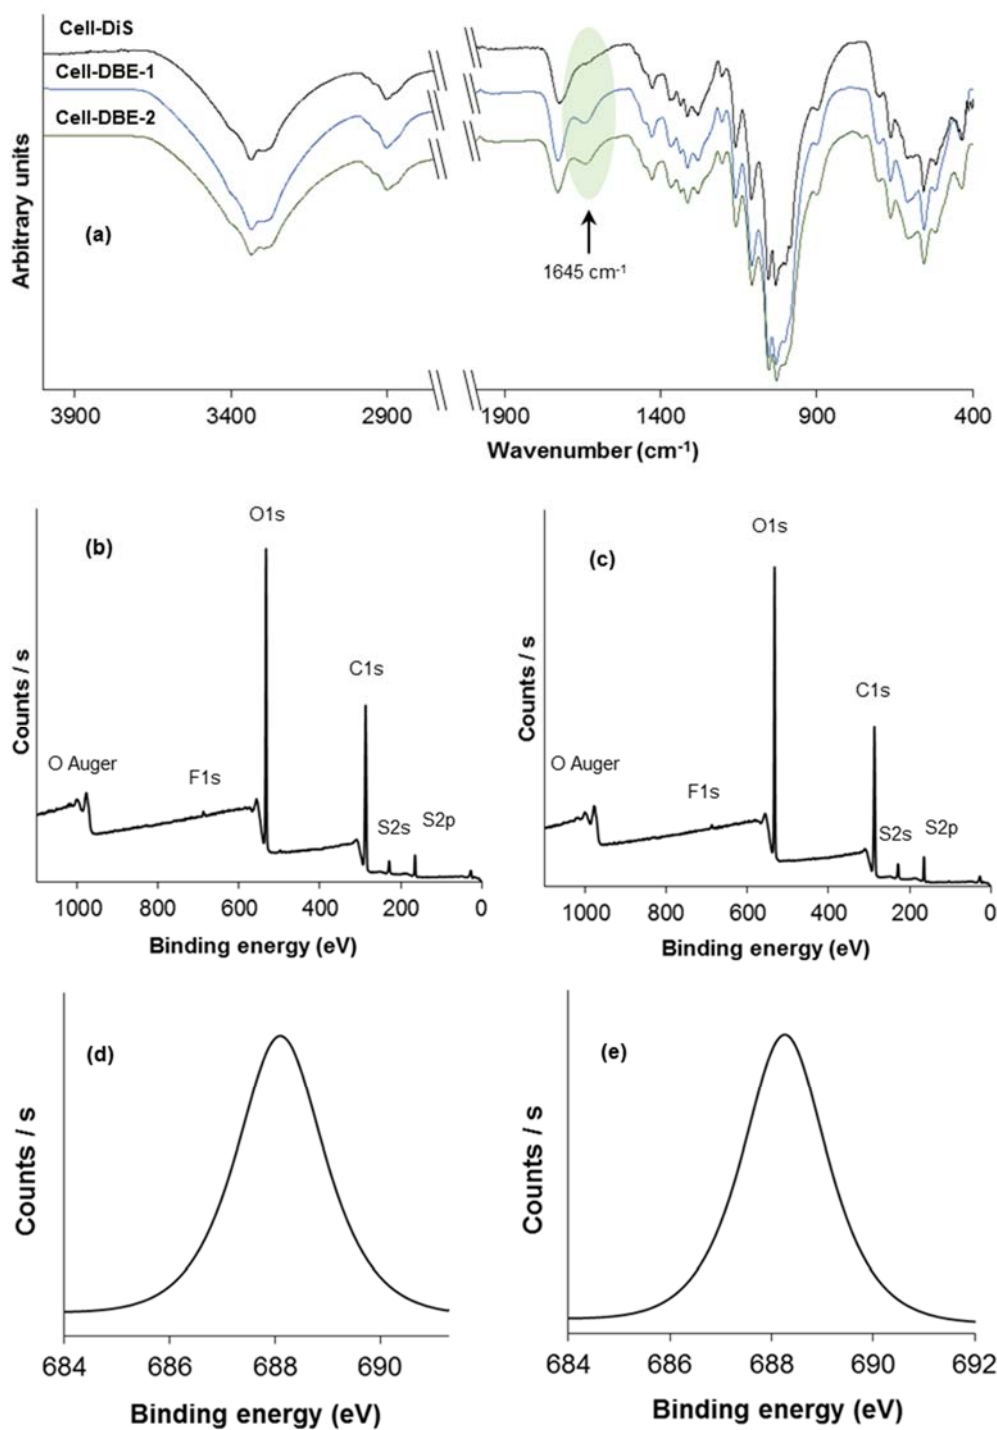 Cell-DiS
Cell-DBE-1
Cell-DBE-2
Arbitrary units
(a)
1645 cm⁻¹
3900 3400 2900 1900 1400 900 400
Wavenumber (cm⁻¹)
(b)
O1s
C1s
O Auger
F1s
S2s
S2p
Counts / s
1000 800 600 400 200 0
Binding energy (eV)
(c)
O1s
C1s
O Auger
F1s
S2s
S2p
Counts / s
1000 800 600 400 200 0
Binding energy (eV)
(d)
Counts / s
684 686 688 690
Binding energy (eV)
(e)
Counts / s
684 686 688 690 692
Binding energy (eV)